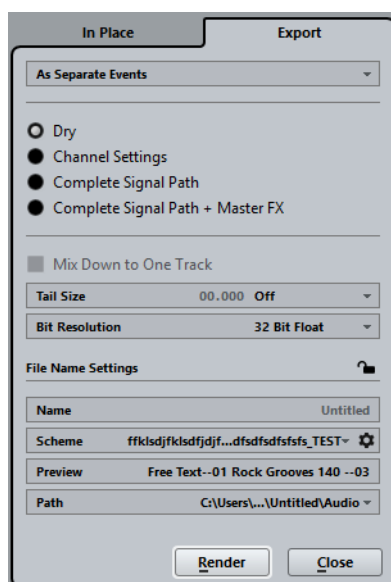 In Place Export
As Separate Events
Dry
Channel Settings
Complete Signal Path
Complete Signal Path + Master FX
Mix Down to One Track
Tail Size 00.000 Off
Bit Resolution 32 Bit Float
File Name Settings
Name Untitled
Scheme ffklsdjfklsdfjdjf...dfsdfsdfsfsfs_TEST
Preview Free Text--01 Rock Grooves 140 --03
Path C:\Users\...\Untitled\Audio
Render Close